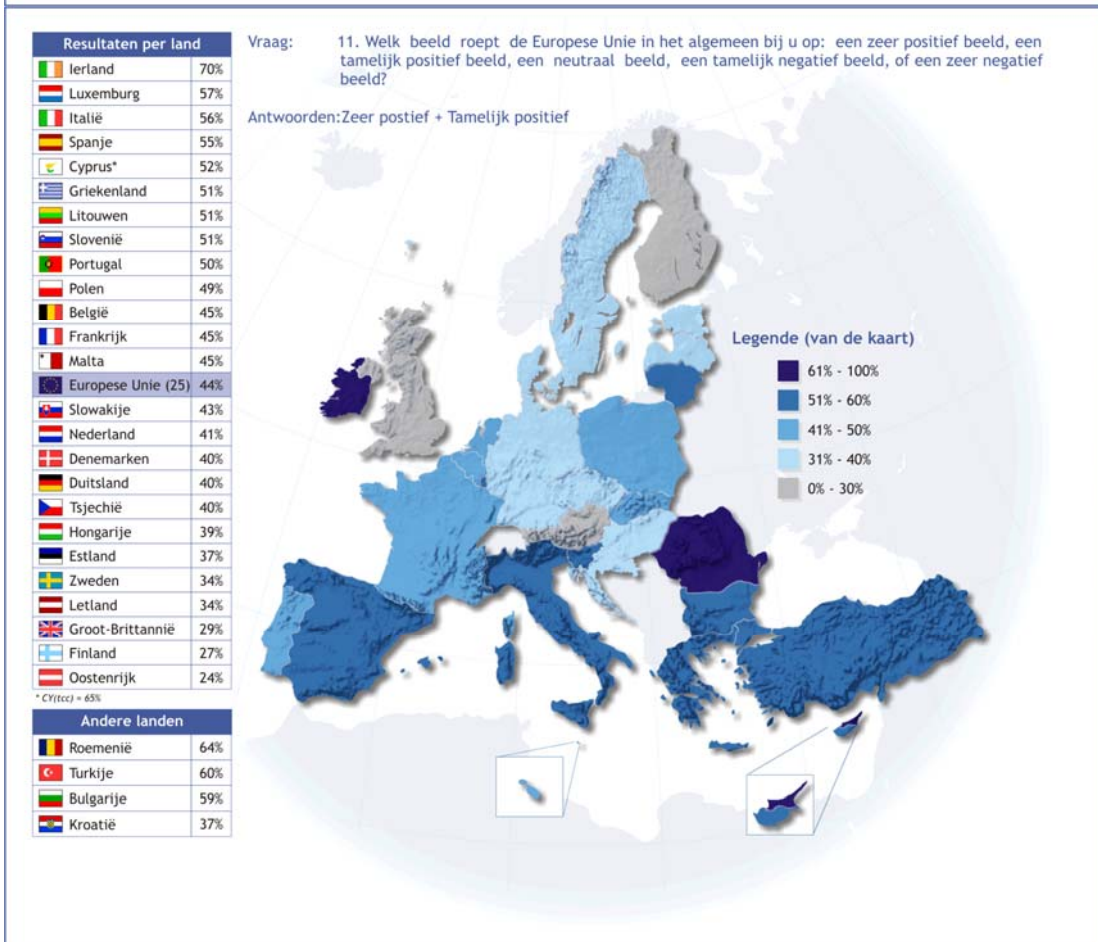 Resultaten per land
Ierland 70%
Luxemburg 57%
Italië 56%
Spanje 55%
Cyprus* 52%
Griekenland 51%
Litouwen 51%
Slovenië 51%
Portugal 50%
Polen 49%
België 45%
Frankrijk 45%
Malta 45%
Europese Unie (25) 44%
Slowakije 43%
Nederland 41%
Denemarken 40%
Duitsland 40%
Tsjechië 40%
Hongarije 39%
Estland 37%
Zweden 34%
Letland 34%
Groot-Brittannië 29%
Finland 27%
Oostenrijk 24%
* CY(tcc) = 65%
Andere landen
Roemenië 64%
Turkije 60%
Bulgarije 59%
Kroatië 37%
Vraag: 11. Welk beeld roept de Europese Unie in het algemeen bij u op: een zeer positief beeld, een
tamelijk positief beeld, een neutraal beeld, een tamelijk negatief beeld, of een zeer negatief
beeld?
Antwoorden:Zeer postief + Tamelijk positief
Legende (van de kaart)
61% - 100%
51% - 60%
41% - 50%
31% - 40%
0% - 30%